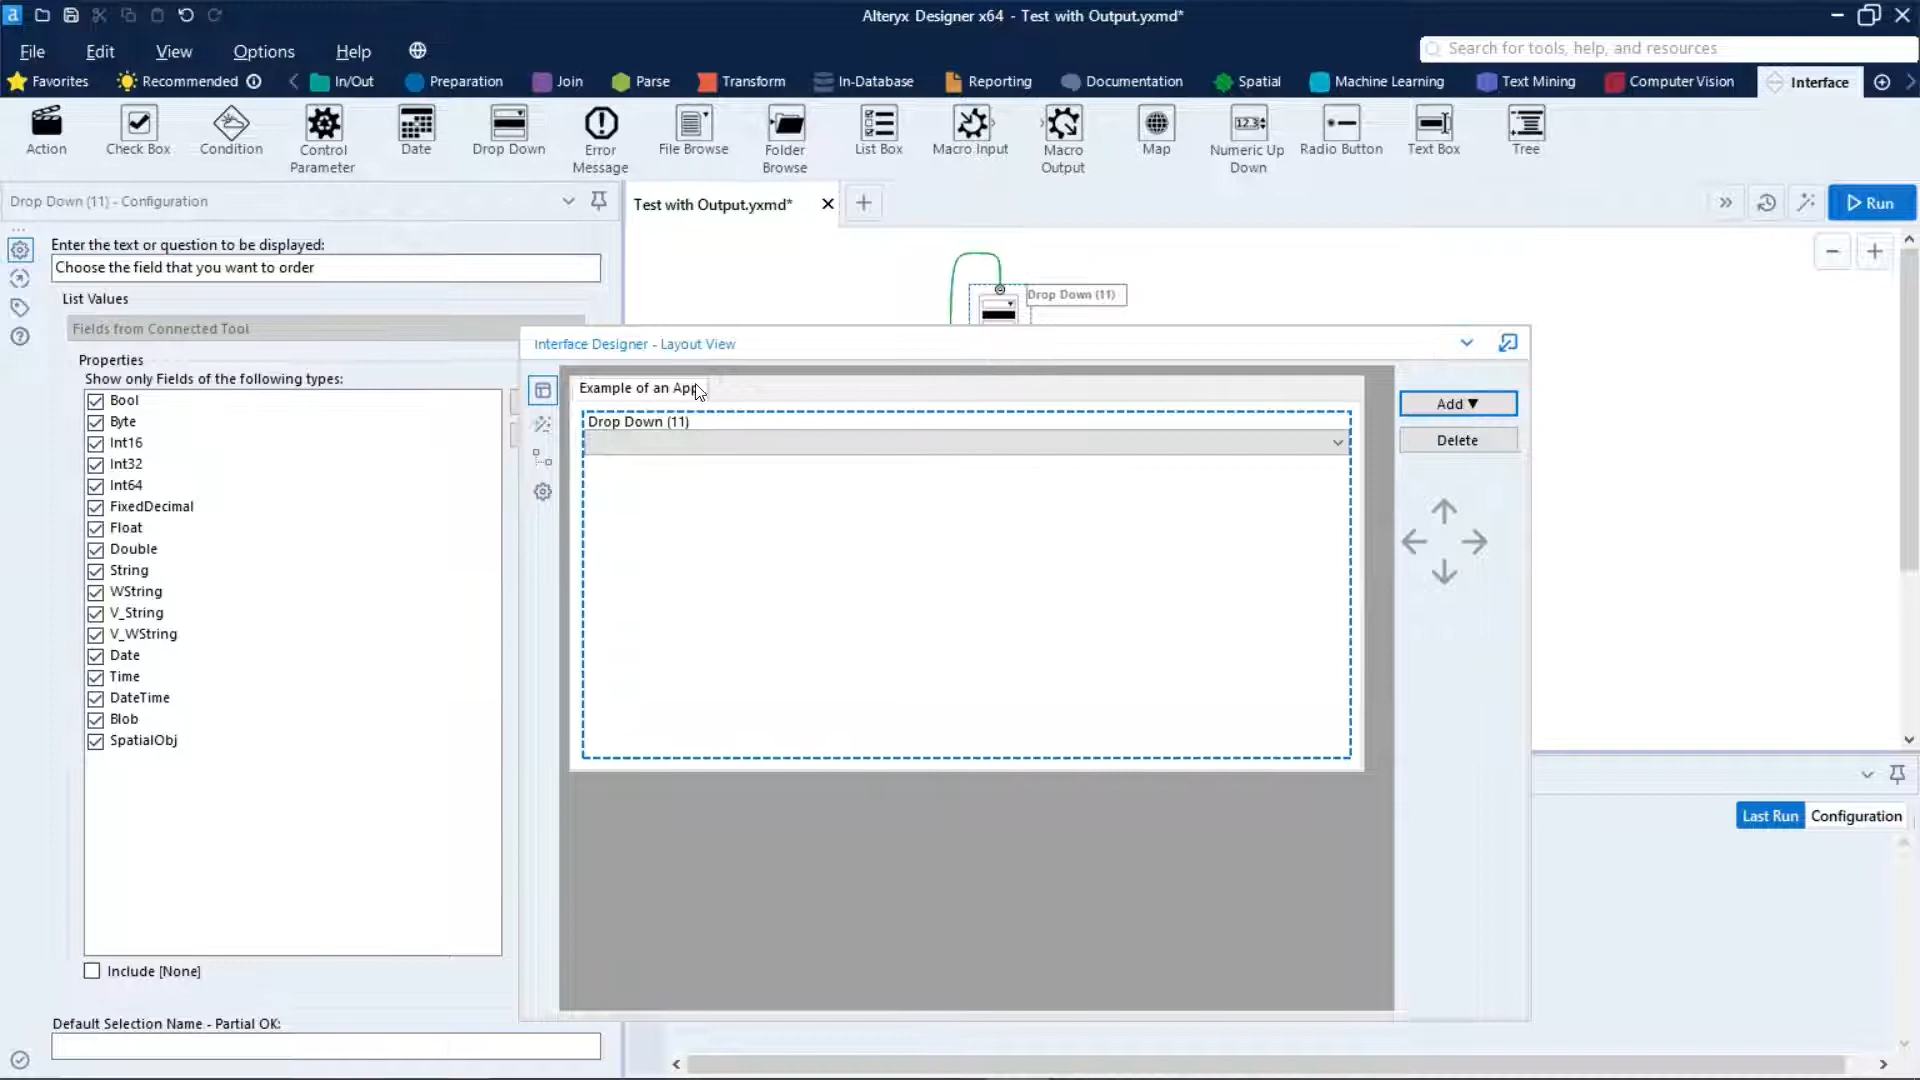 a
Alteryx Designer x64 - Test with Output.yxmd*
File Edit View Options Help
Search for tools, help, and resources
Favorites Recommended In/Out Preparation Join Parse Transform In-Database Reporting Documentation Spatial Machine Learning Text Mining Computer Vision Interface
12.3
Action Check Box Condition Control Parameter Date Drop Down Error Message File Browse Folder Browse List Box Macro Input Macro Output Map Numeric Up Down Radio Button Text Box Tree
Drop Down (11) - Configuration
Test with Output.yxmd*
Run
Enter the text or question to be displayed:
Choose the field that you want to order
List Values
Fields from Connected Tool
Properties
Show only Fields of the following types:
Bool
Byte
Int16
Int32
Int64
FixedDecimal
Float
Double
String
WString
V_String
V_WString
Date
Time
DateTime
Blob
SpatialObj
Include [None]
Default Selection Name - Partial OK:
Drop Down (11)
Interface Designer - Layout View
Example of an App
Drop Down (11)
Add ▼
Delete
Last Run Configuration